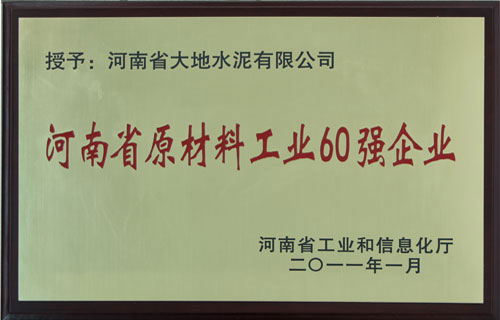 授予：河南省大地水泥有限公司
河南省原材料工业60强企业
河南省工业和信息化厅
二〇一一年一月